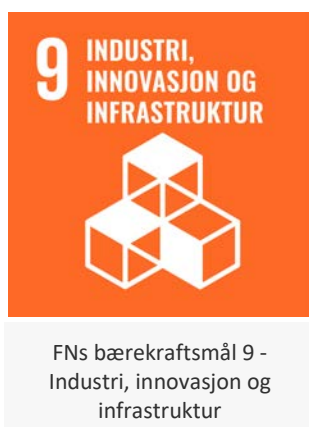 9 INDUSTRI,
INNOVASJON OG
INFRASTRUKTUR
FNs bærekraftsmål 9 -
Industri, innovasjon og
infrastruktur